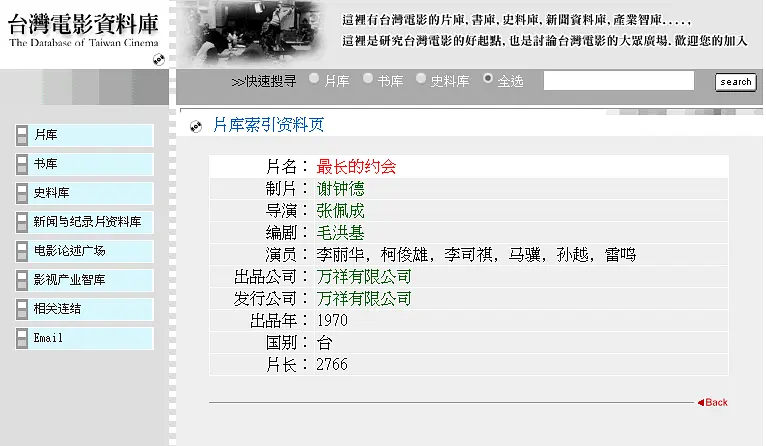 台灣電影資料庫
The Database of Taiwan Cinema
這裡有台灣電影的片庫,書庫,史料庫,新聞資料庫,產業智庫....,
這裡是研究台灣電影的好起點,也是討論台灣電影的大眾廣場.歡迎您的加入
>>快速搜寻 片库 书库 史料库 全选 search
片库
书库
史料库
新闻与纪录片资料库
电影论述广场
影视产业智库
相关连结
Email
片库索引资料页
片名： 最长的约会
制片： 谢钟德
导演： 张佩成
编剧： 毛洪基
演员： 李丽华，柯俊雄，李可祺，马骥，孙越，雷鸣
出品公司： 万祥有限公司
发行公司： 万祥有限公司
出品年： 1970
国别： 台
片长： 2766
Back